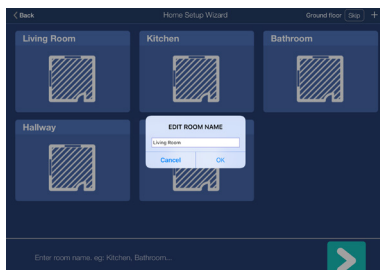 Back
Home Setup Wizard
Ground floor
Skip
+
Living Room
Kitchen
Bathroom
Hallway
EDIT ROOM NAME
Living Room
Cancel
OK
Enter room name. eg: Kitchen, Bathroom...